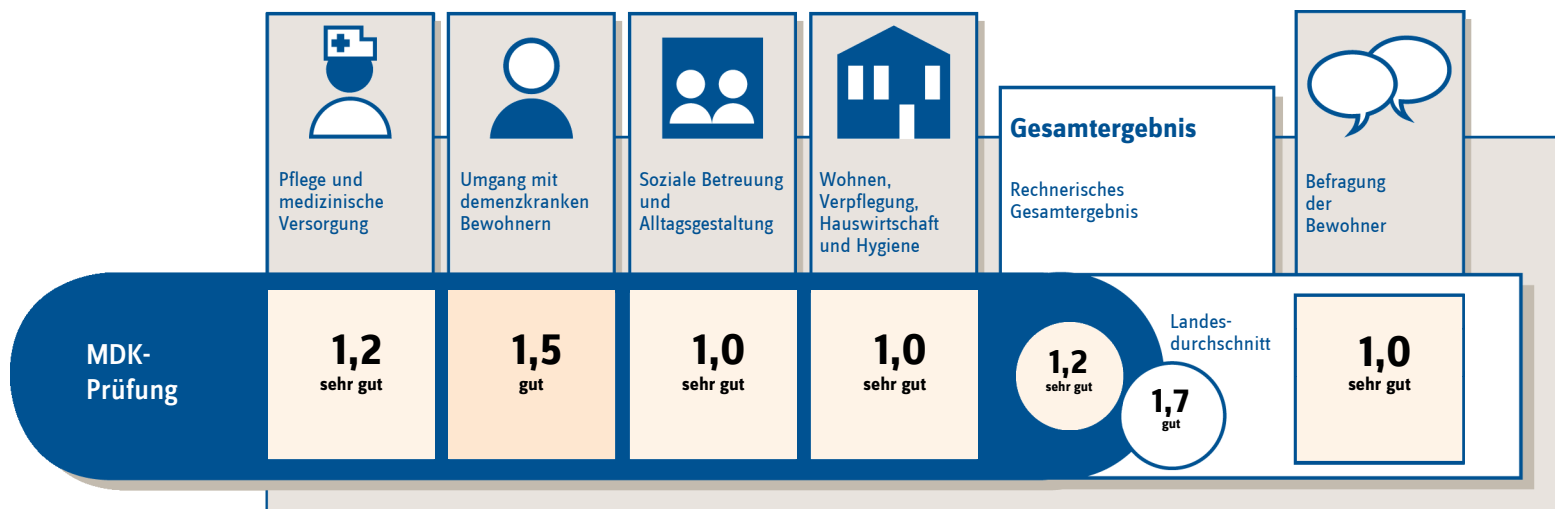 Pflege und
medizinische
Versorgung
Umgang mit
demenzkranken
Bewohnern
Soziale Betreuung
und
Alltagsgestaltung
Wohnen,
Verpflegung,
Hauswirtschaft
und Hygiene
Gesamtergebnis
Rechnerisches
Gesamtergebnis
Befragung
der
Bewohner
MDK-
Prüfung
1,2
sehr gut
1,5
gut
1,0
sehr gut
1,0
sehr gut
1,2
sehr gut
Landes-
durchschnitt
1,7
gut
1,0
sehr gut